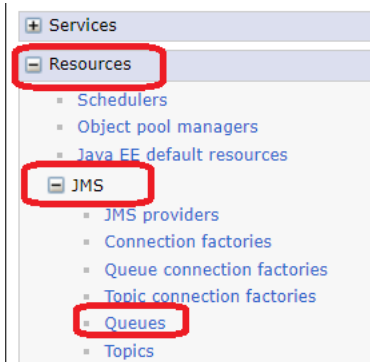 Services
Resources
Schedulers
Object pool managers
Java EE default resources
JMS
JMS providers
Connection factories
Queue connection factories
Topic connection factories
Queues
Topics